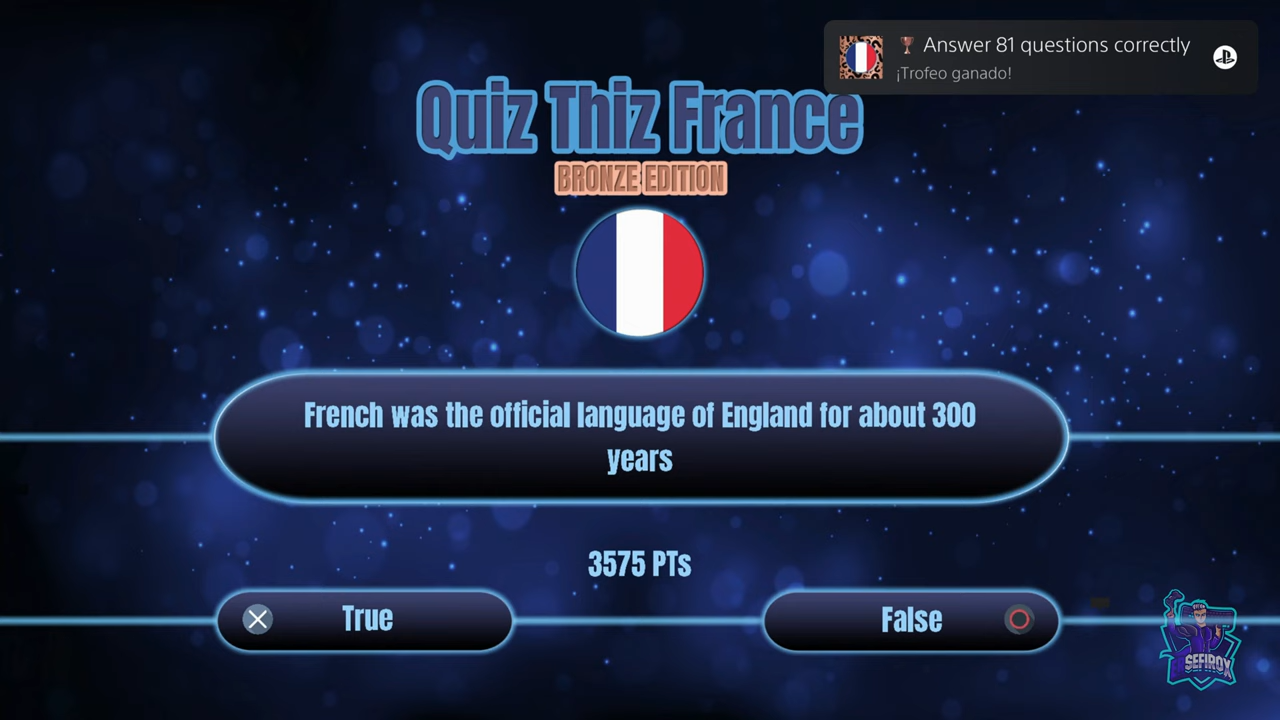 Answer 81 questions correctly
¡Trofeo ganado!
Quiz Thiz France
BRONZE EDITION
French was the official language of England for about 300
years
3575 PTs
True
False
SEFIROX